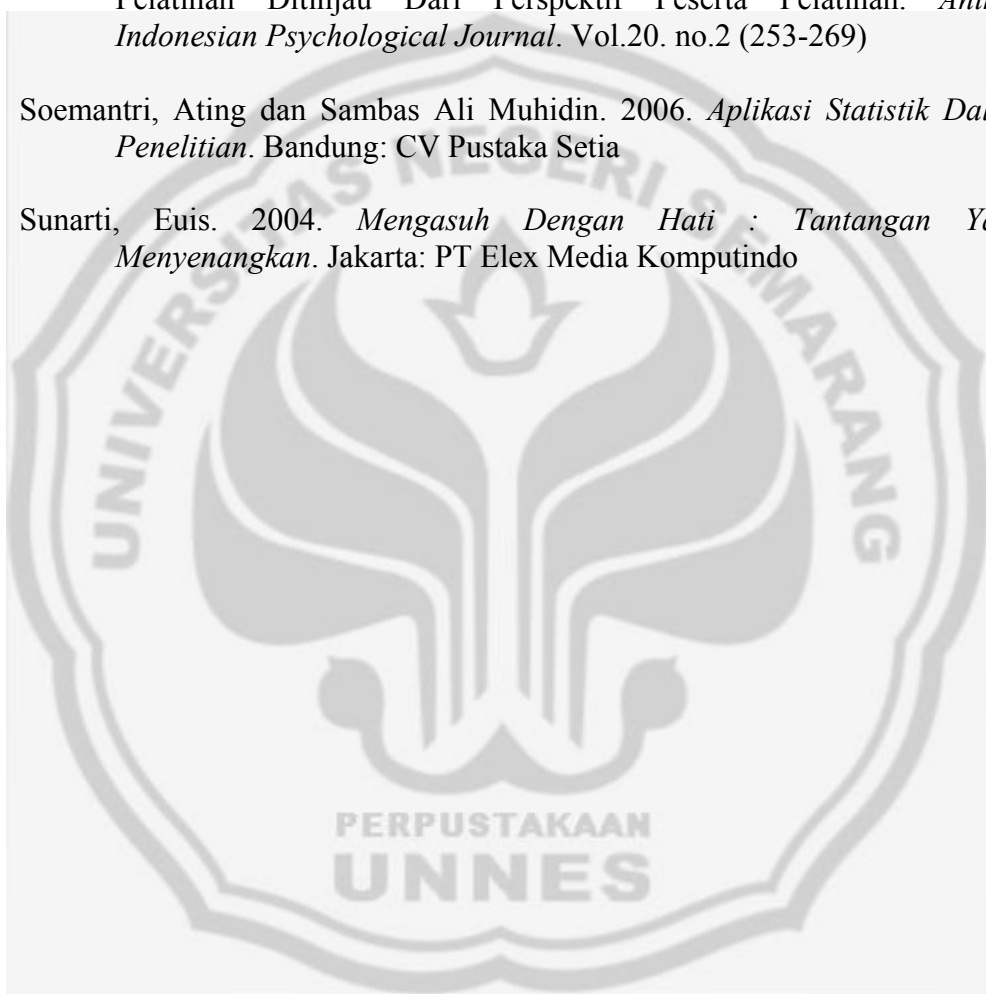 Pelatihan Ditinjau Dari Perspektif Peserta Pelatihan.
Indonesian Psychological Journal. Vol.20. no.2 (253-269)
Soemantri, Ating dan Sambas Ali Muhidin. 2006. Aplikasi Statistik
Penelitian. Bandung: CV Pustaka Setia
Sunarti, Euis. 2004. Mengasuh Dengan Hati : Tantangan
Menyenangkan. Jakarta: PT Elex Media Komputindo
UNIVERSITAS NEGERI SEMARANG
PERPUSTAKAAN
UNNES